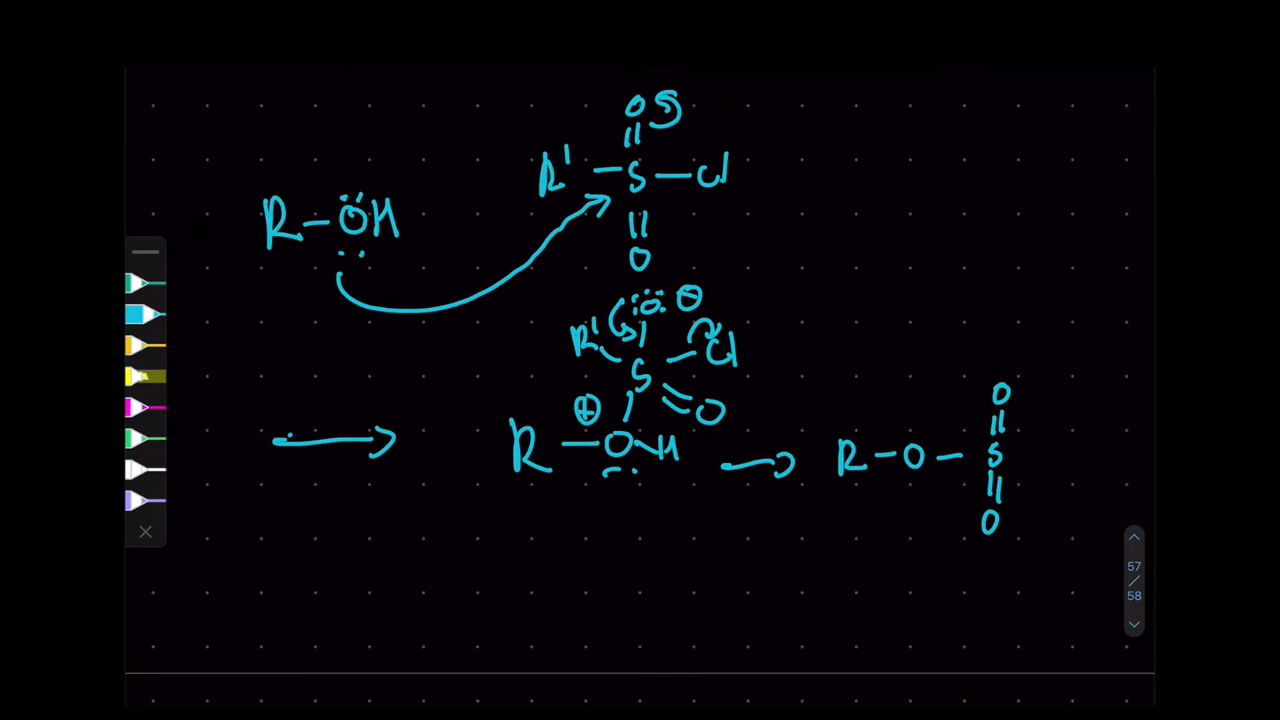 O
R' — S — Cl
R — ÖH
O
:Ö: ⊖
R' Cl
S
⊕ O
R — O — H → R — O — S
O
O
57
/
58